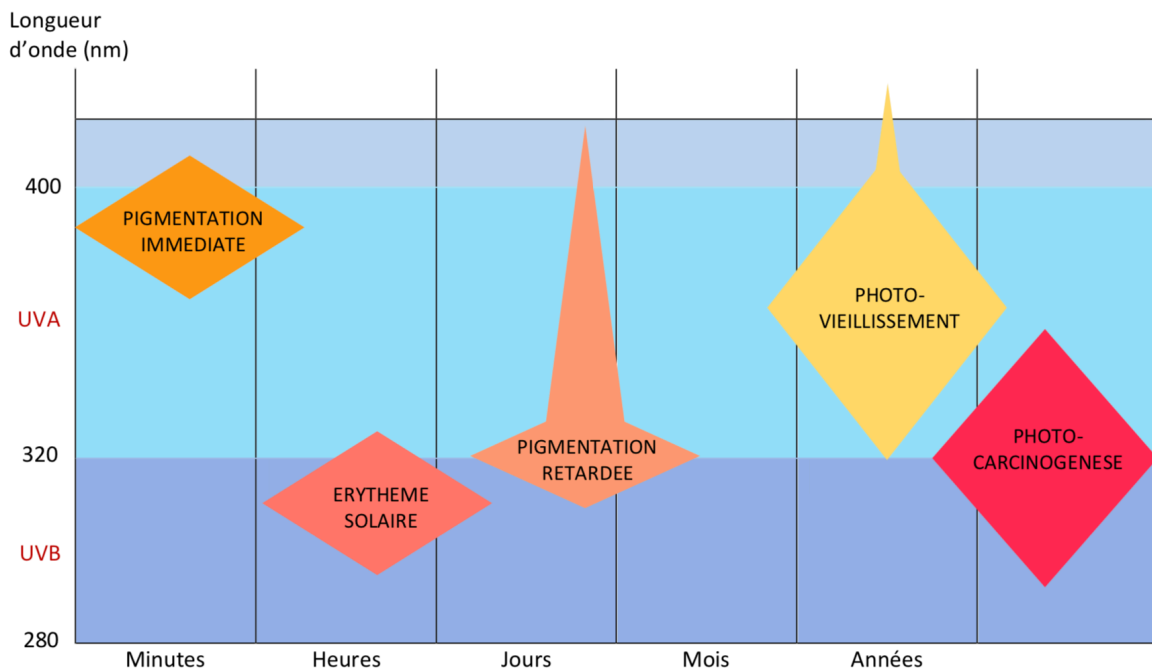 Longueur
d’onde (nm)
400
PIGMENTATION
IMMEDIATE
PHOTO-
VIEILLISSEMENT
UVA
320
PIGMENTATION
RETARDEE
PHOTO-
CARCINOGENESE
ERYTHEME
SOLAIRE
UVB
280
Minutes
Heures
Jours
Mois
Années